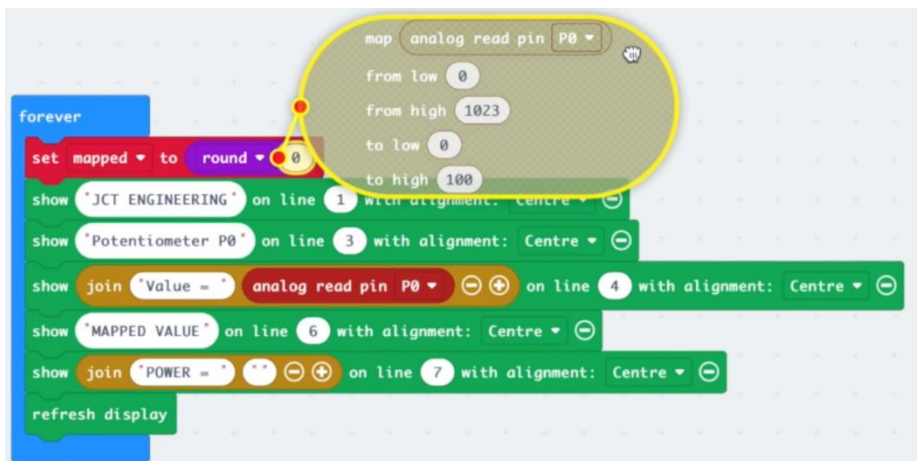 map analog read pin P0
from low 0
from high 1023
to low 0
to high 100
forever
set mapped to round 0
show "JCT ENGINEERING" on line 1 with alignment: Centre
show "Potentiometer P0" on line 3 with alignment: Centre
show join "Value = " analog read pin P0 on line 4 with alignment: Centre
show "MAPPED VALUE" on line 6 with alignment: Centre
show join "POWER = " "" on line 7 with alignment: Centre
refresh display